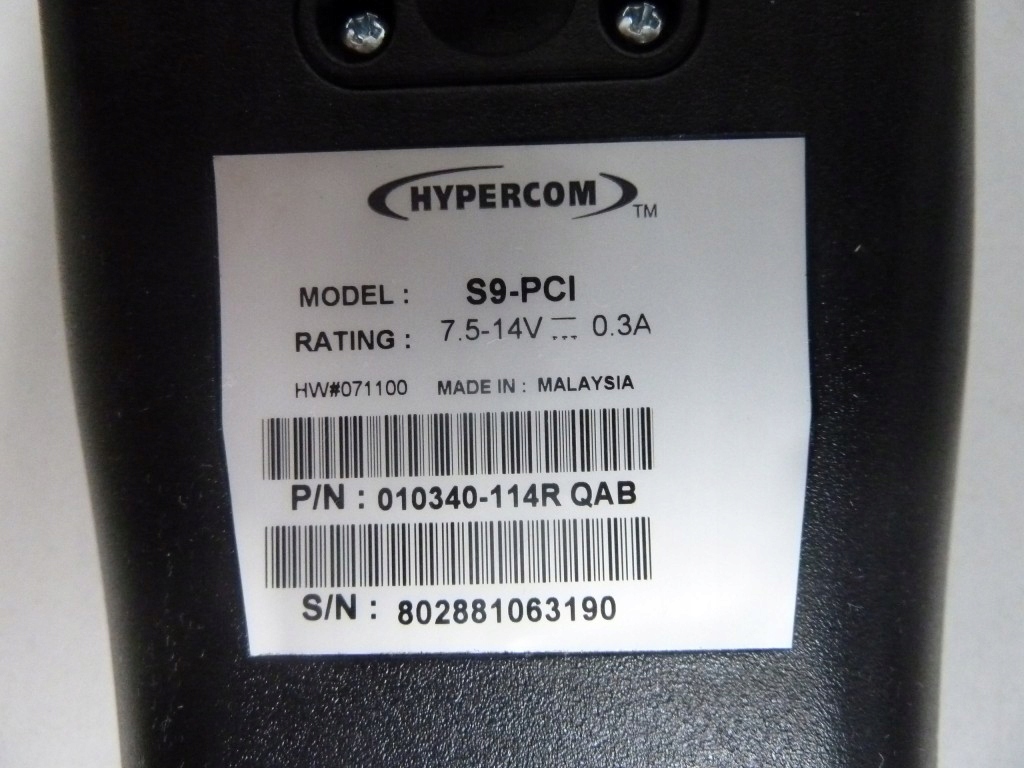 HYPERCOM TM
MODEL : S9-PCI
RATING : 7.5-14V ⎓ 0.3A
HW#071100 MADE IN : MALAYSIA
P/N : 010340-114R QAB
S/N : 802881063190